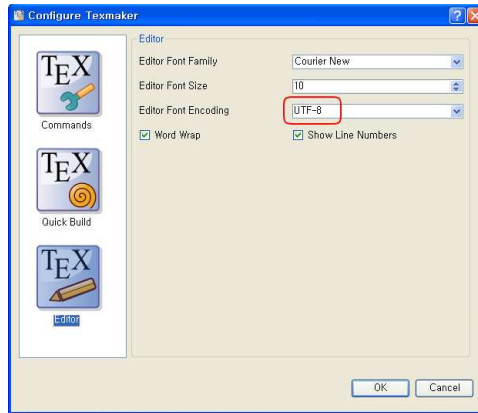 Configure Texmaker
Editor
Editor Font Family
Courier New
Editor Font Size
10
Editor Font Encoding
UTF-8
Word Wrap
Show Line Numbers
TEX
Commands
TEX
Quick Build
TEX
Editor
OK
Cancel